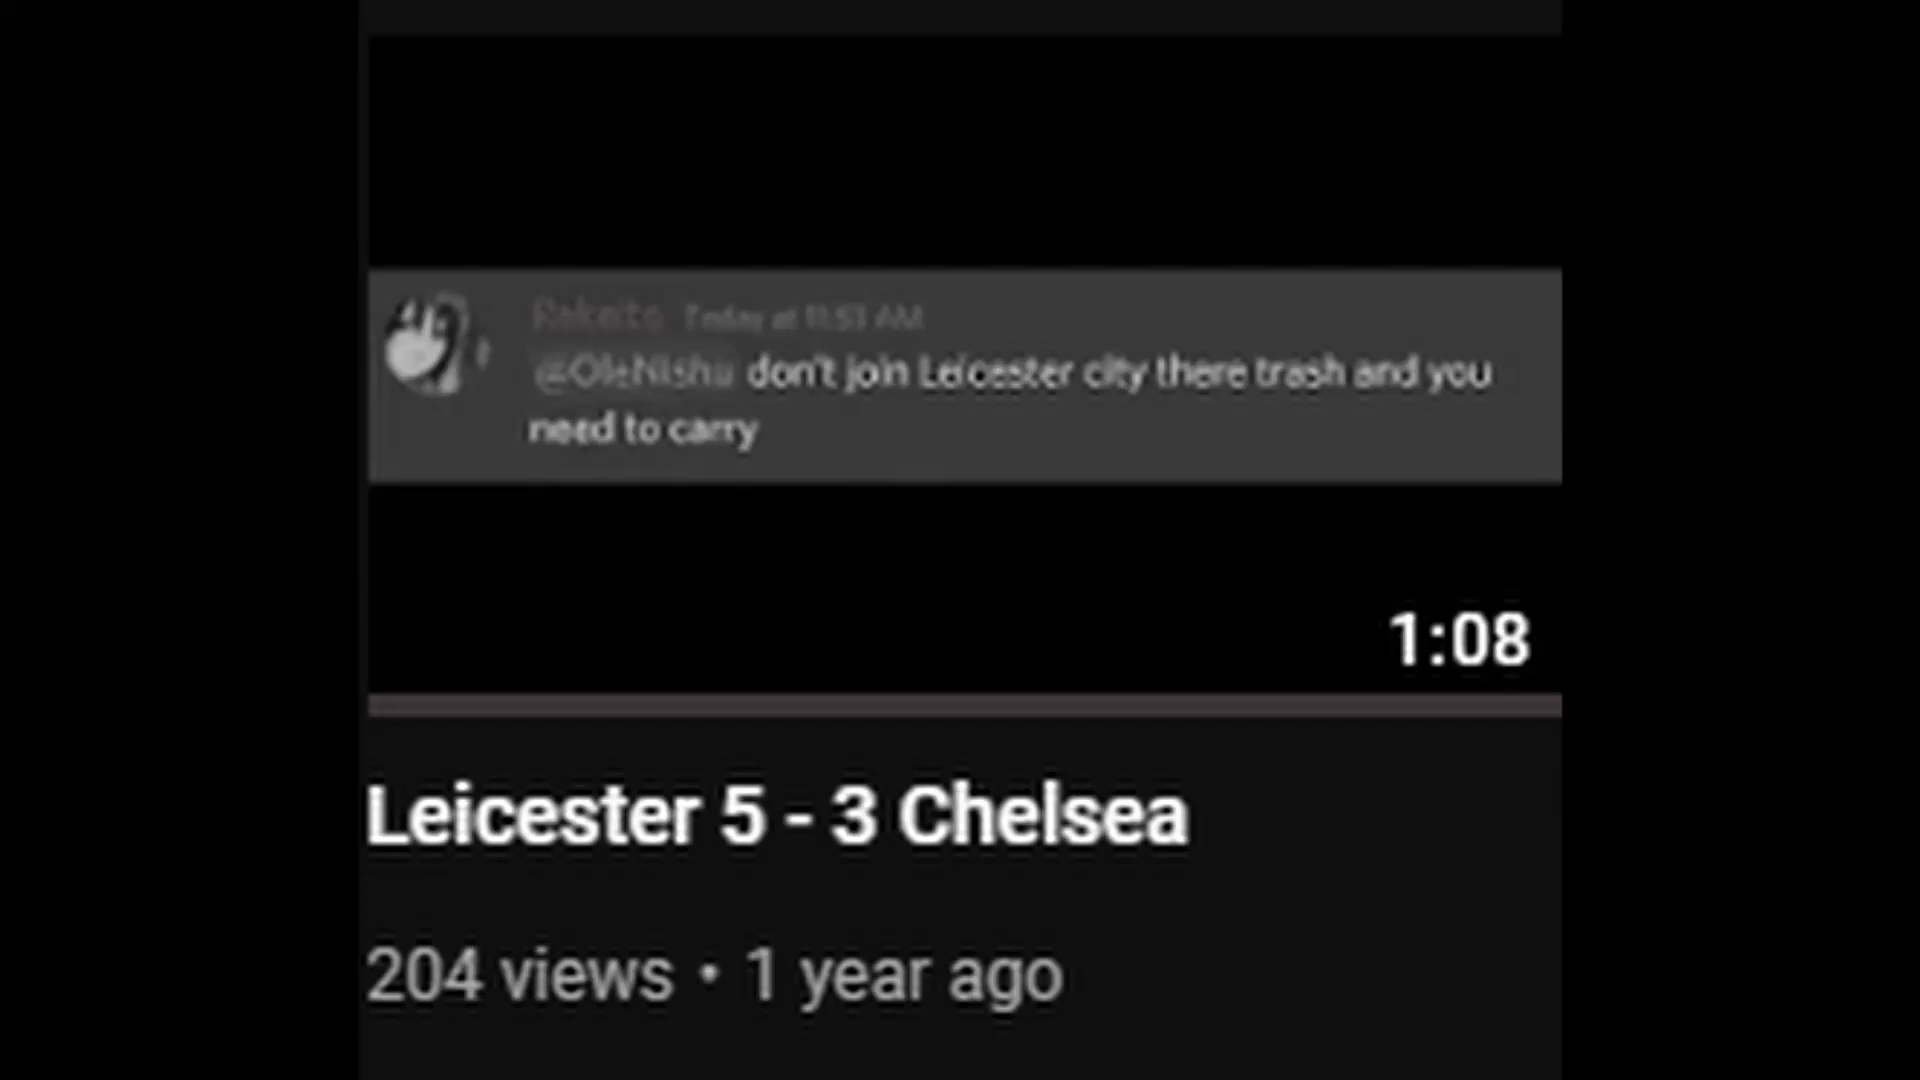 Today at 11:53 AM
@OleNishu don't join Leicester city there trash and you
need to carry
1:08
Leicester 5 - 3 Chelsea
204 views • 1 year ago